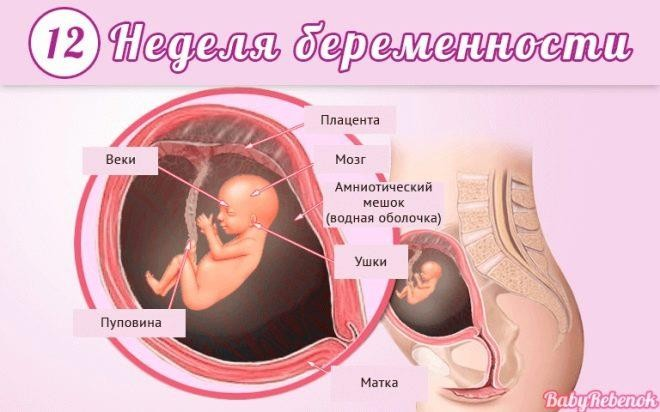 12 Неделя беременности
Плацента
Веки
Мозг
Амниотический
мешок
(водная оболочка)
Ушки
Пуповина
Матка
BabyRebenok